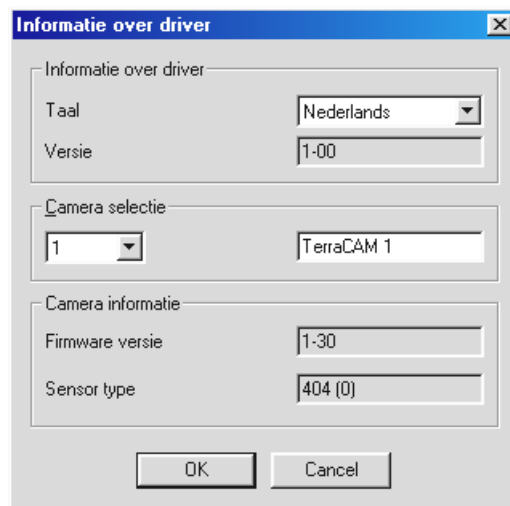 Informatie over driver
Informatie over driver
Taal
Nederlands
Versie
1-00
Camera selectie
1
TerraCAM 1
Camera informatie
Firmware versie
1-30
Sensor type
404 (0)
OK
Cancel